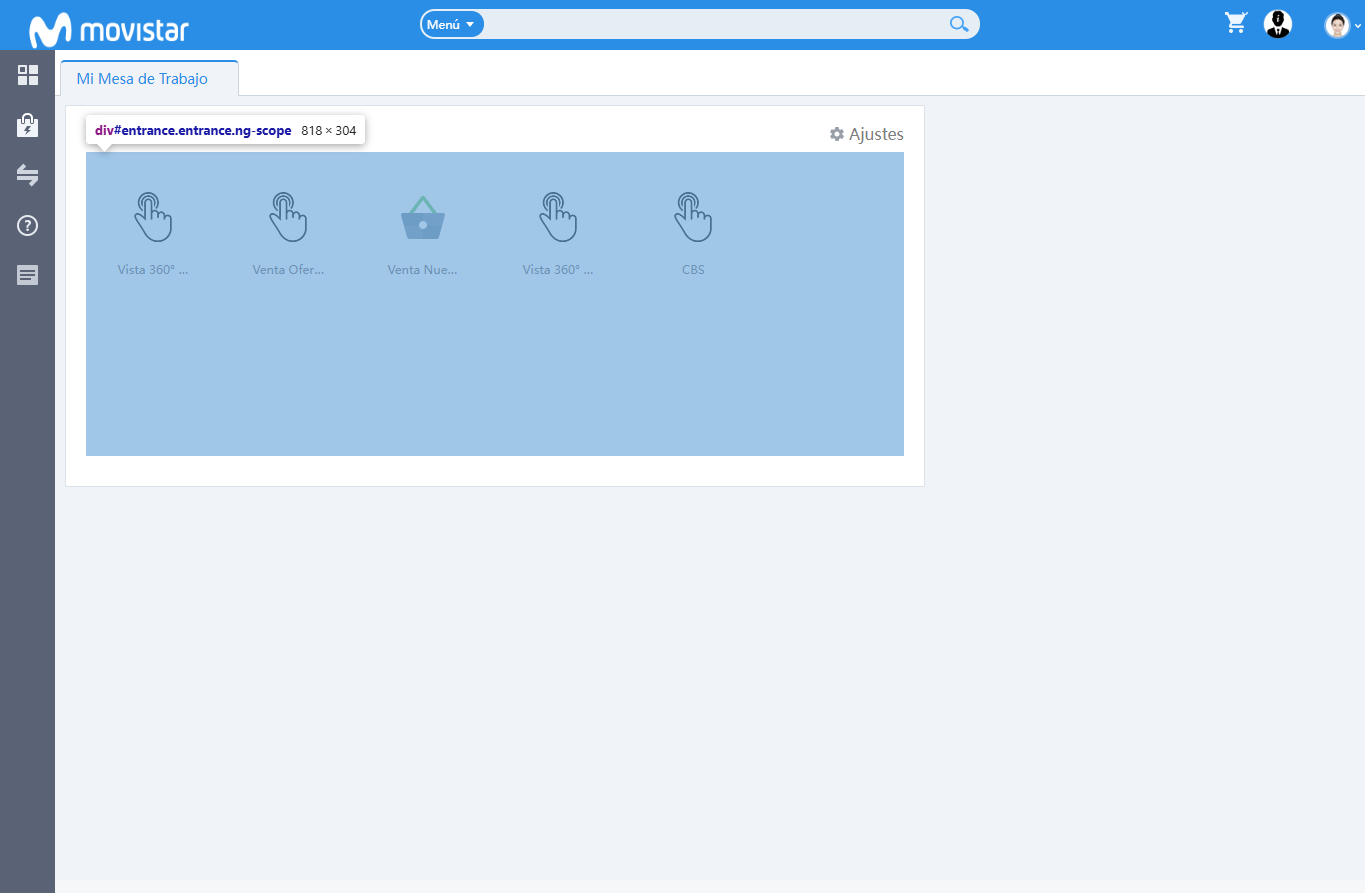 movistar
Menú
Mi Mesa de Trabajo
div#entrance.entrance.ng-scope 818 × 304
Ajustes
Vista 360° ...
Venta Ofer...
Venta Nue...
Vista 360° ...
CBS